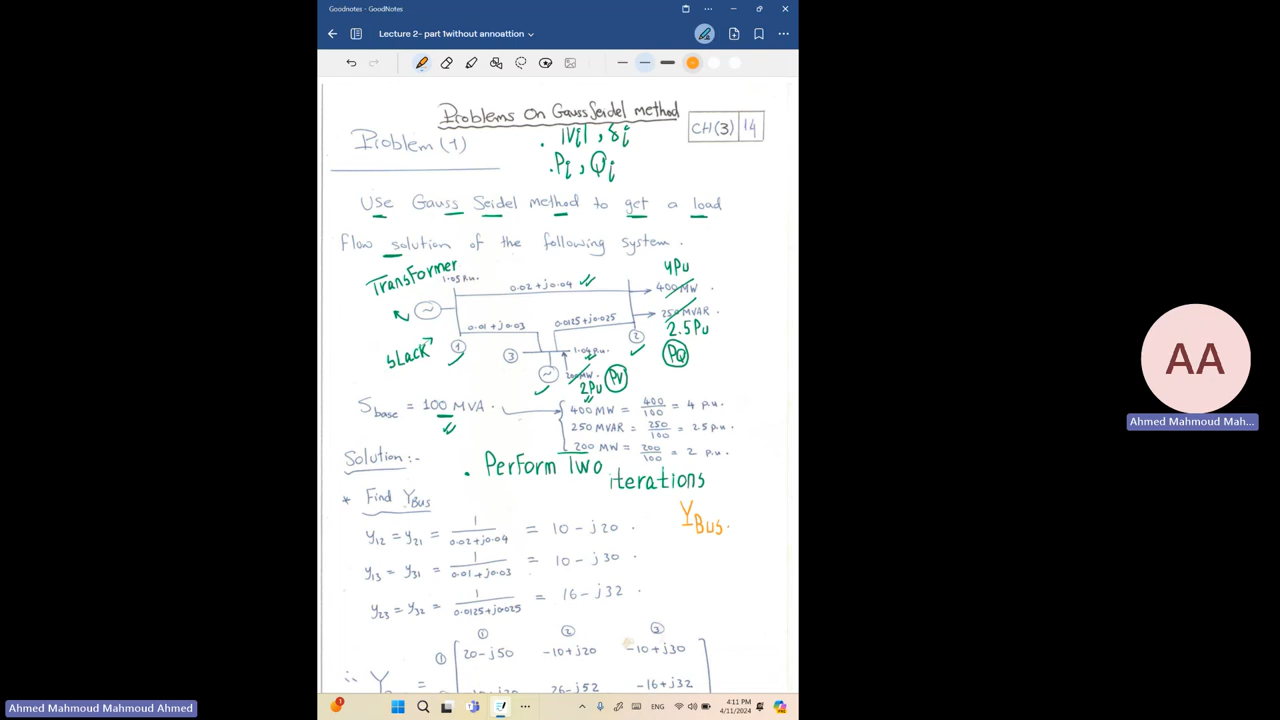 Goodnotes - GoodNotes
Lecture 2- part 1without annoattion
Problems On Gauss Seidel method
CH(3) 14
Problem (1)
. |Vi| , δi
. Pi , Qi
Use Gauss Seidel method to get a load
flow solution of the following system.
TransFormer
1.05 P.u.
0.02 + j0.04
4Pu
400 MW
250 MVAR
2.5 Pu
0.01 + j0.03
0.0125 + j0.025
SLack
1
3
2
1.04 P.u.
PQ
200 MW
2Pu
PV
Sbase = 100 MVA
400 MW = 400/100 = 4 p.u.
250 MVAR = 250/100 = 2.5 p.u.
200 MW = 200/100 = 2 p.u.
Solution:-
. Perform Two
iterations
* Find YBus
YBus.
y12 = y21 = 1/(0.02+j0.04) = 10 - j20
y13 = y31 = 1/(0.01+j0.03) = 10 - j30
y23 = y32 = 1/(0.0125+j0.025) = 16 - j32
1 2 3
1 20-j50 -10+j20 -10+j30
∴ Y = 26-j52 -16+j32
AA
Ahmed Mahmoud Mah...
Ahmed Mahmoud Mahmoud Ahmed
ENG
4:11 PM
4/11/2024